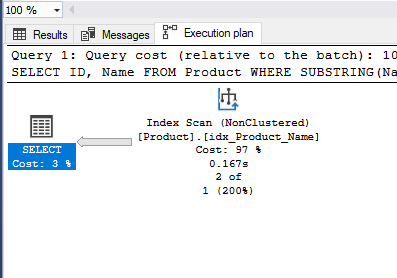 100 %
Results Messages Execution plan
Query 1: Query cost (relative to the batch): 10
SELECT ID, Name FROM Product WHERE SUBSTRING(Na
Index Scan (NonClustered)
[Product].[idx_Product_Name]
Cost: 97 %
0.167s
2 of
1 (200%)
SELECT
Cost: 3 %